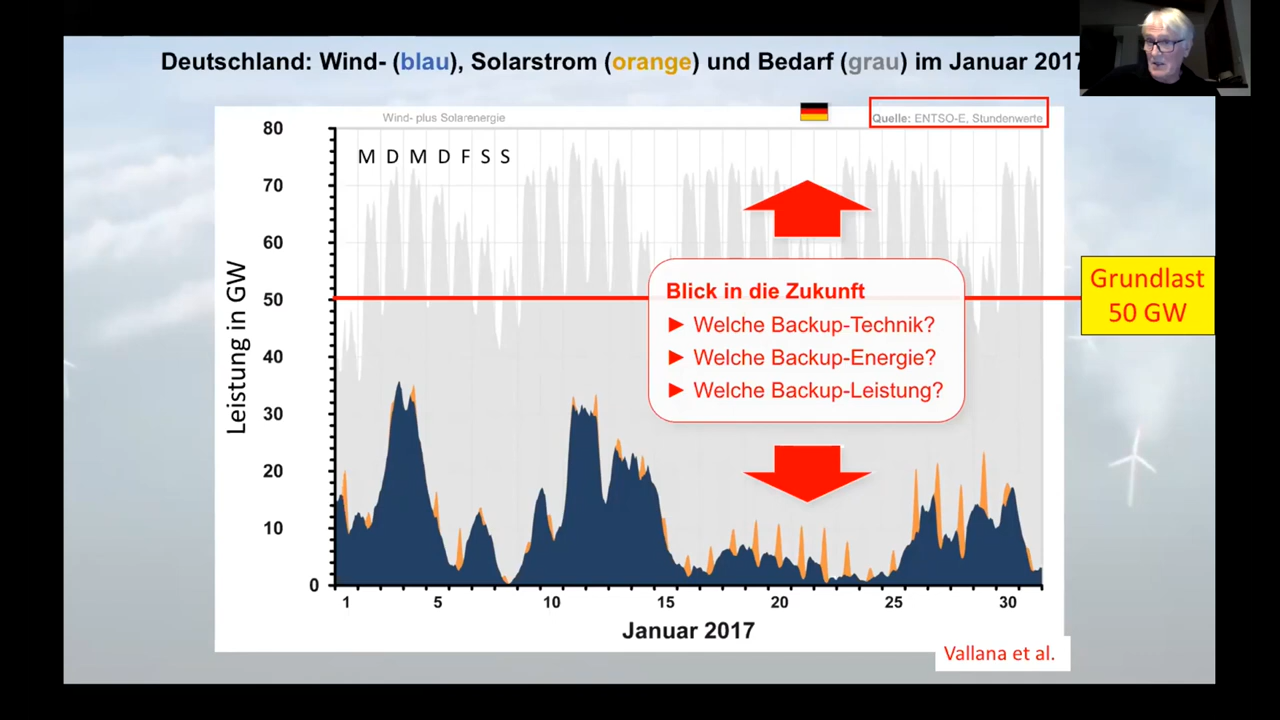 Deutschland: Wind- (blau), Solarstrom (orange) und Bedarf (grau) im Januar 2017
Wind- plus Solarenergie
Quelle: ENTSO-E, Stundenwerte
80
M D M D F S S
70
60
50
40
30
20
10
0
Leistung in GW
Grundlast
50 GW
Blick in die Zukunft
► Welche Backup-Technik?
► Welche Backup-Energie?
► Welche Backup-Leistung?
1 5 10 15 20 25 30
Januar 2017
Vallana et al.